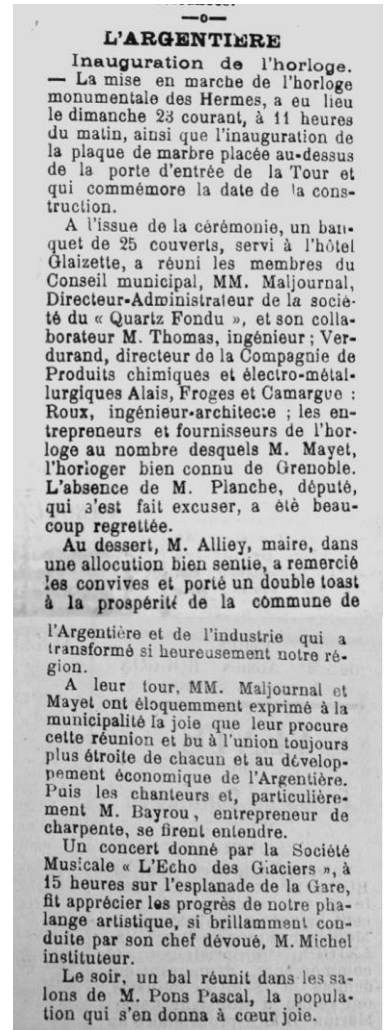 —o—
L'ARGENTIÈRE
Inauguration de l'horloge.
— La mise en marche de l'horloge
monumentale des Hermes, a eu lieu
le dimanche 23 courant, à 11 heures
du matin, ainsi que l'inauguration de
la plaque de marbre placée au-dessus
de la porte d'entrée de la Tour et
qui commémore la date de la cons-
truction.
A l'issue de la cérémonie, un ban-
quet de 25 couverts, servi à l'hôtel
Glaizette, a réuni les membres du
Conseil municipal, MM. Maljournal,
Directeur-Administrateur de la socié-
té du « Quartz Fondu », et son colla-
borateur M. Thomas, ingénieur ; Ver-
durand, directeur de la Compagnie de
Produits chimiques et électro-métal-
lurgiques Alais, Froges et Camargue :
Roux, ingénieur-architecte ; les en-
trepreneurs et fournisseurs de l'hor-
loge au nombre desquels M. Mayet,
l'horloger bien connu de Grenoble.
L'absence de M. Planche, député,
qui s'est fait excuser, a été beau-
coup regrettée.
Au dessert, M. Alliey, maire, dans
une allocution bien sentie, a remercié
les convives et porté un double toast
à la prospérité de la commune de
l'Argentière et de l'industrie qui a
transformé si heureusement notre ré-
gion.
A leur tour, MM. Maljournal et
Mayet ont éloquemment exprimé à la
municipalité la joie que leur procure
cette réunion et bu à l'union toujours
plus étroite de chacun et au dévelop-
pement économique de l'Argentière.
Puis les chanteurs et, particulière-
ment M. Bayrou, entrepreneur de
charpente, se firent entendre.
Un concert donné par la Société
Musicale « L'Echo des Glaciers », à
15 heures sur l'esplanade de la Gare,
fit apprécier les progrès de notre pha-
lange artistique, si brillamment con-
duite par son chef dévoué, M. Michel
instituteur.
Le soir, un bal réunit dans les sa-
lons de M. Pons Pascal, la popula-
tion qui s'en donna à cœur joie.